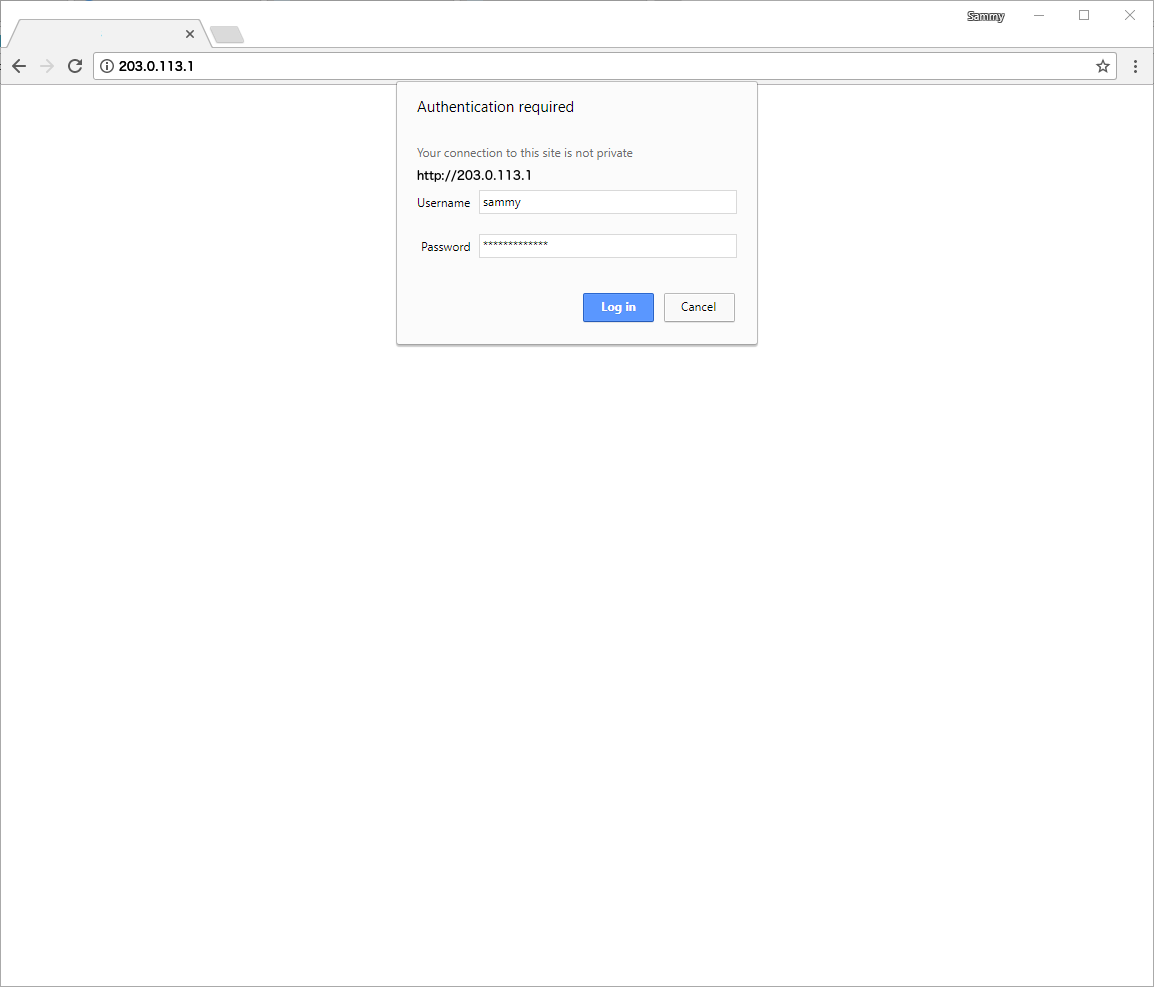 Sammy
203.0.113.1
Authentication required
Your connection to this site is not private
http://203.0.113.1
Username sammy
Password *************
Log in Cancel